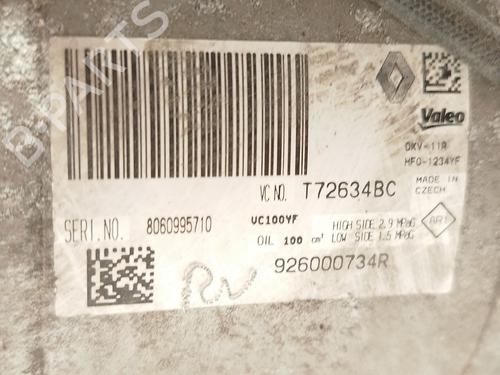 B-PARTS
Valeo
DKV-11R
HFO-1234YF
MADE IN
CZECH
VC NO. T72634BC
SERI.NO. 8060995710
VC100YF
OIL 100 cm³
HIGH SIDE 2.9 MPaG
LOW SIDE 1.5 MPaG
AR1
926000734R
RN